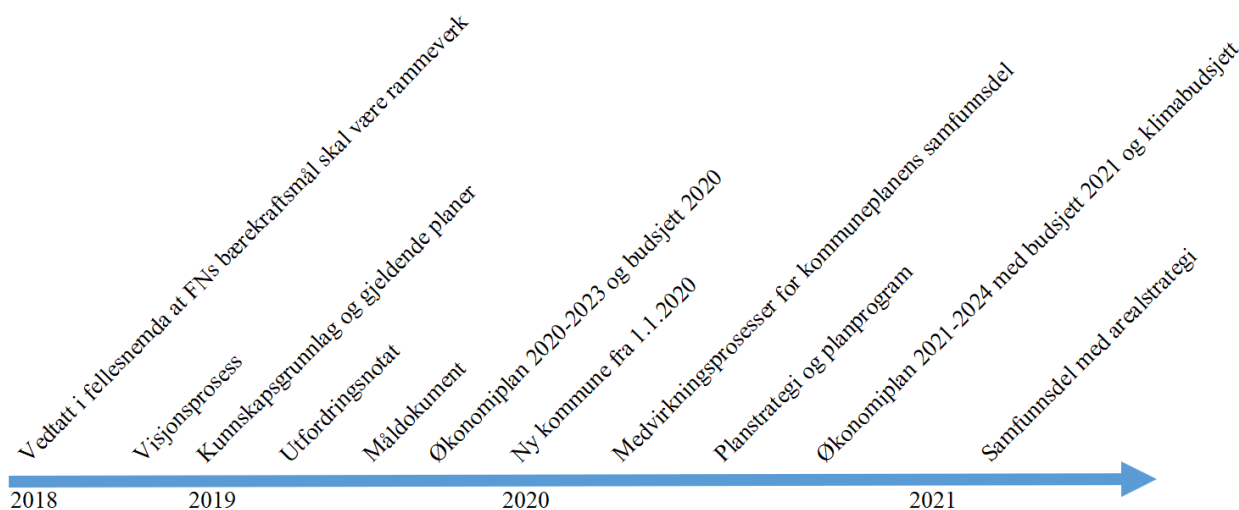 Vedtatt i fellesnemda at FNs bærekraftsmål skal være rammeverk
Visjonsprosess
Kunnskapsgrunnlag og gjeldende planer
Utfordringsnotat
Måldokument
Økonomiplan 2020-2023 og budsjett 2020
Ny kommune fra 1.1.2020
Medvirkningsprosesser for kommuneplanens samfunnsdel
Planstrategi og planprogram
Økonomiplan 2021-2024 med budsjett 2021 og klimabudsjett
Samfunnsdel med arealstrategi
2018
2019
2020
2021